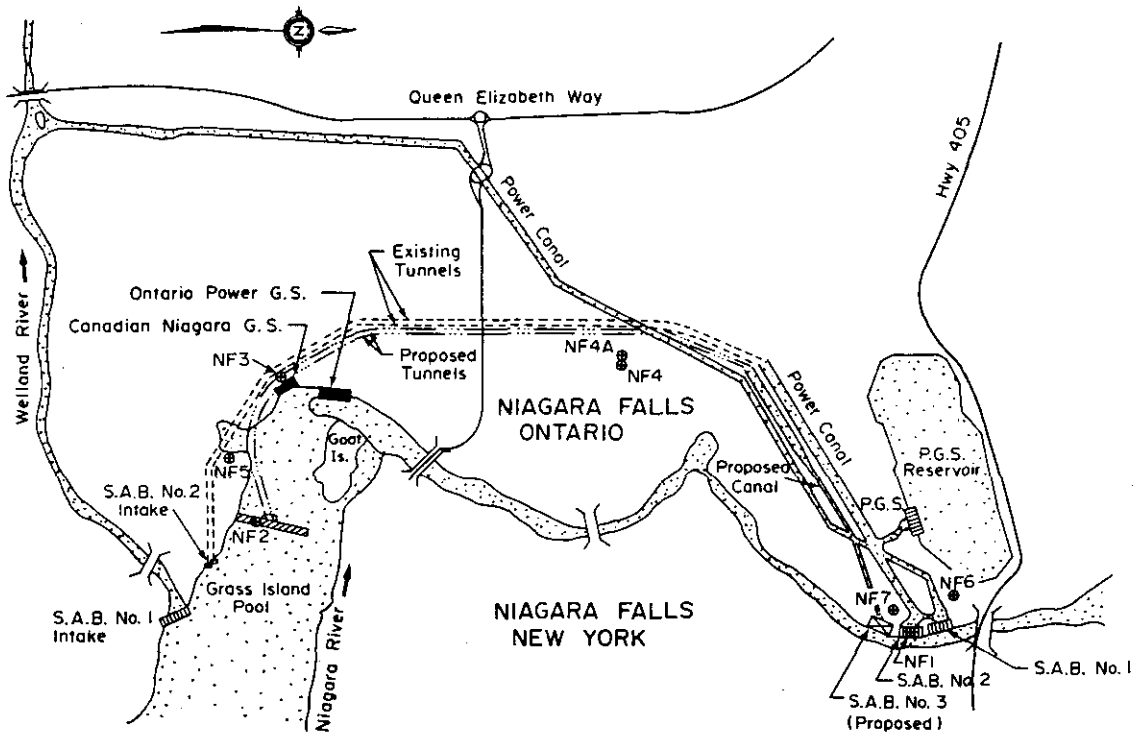 N
Queen Elizabeth Way
Hwy 405
Power Canal
Existing
Tunnels
Ontario Power G.S.
Canadian Niagara G.S.
Welland River
NF3
Proposed
Tunnels
NF4A
NF4
NIAGARA FALLS
ONTARIO
Power Canal
P.G.S.
Reservoir
Goat
Is.
NF5
Proposed
Canal
P.G.S.
S.A.B. No.2
Intake
NF2
Grass Island
Pool
NF6
NF7
S.A.B. No. 1
Intake
Niagara River
NIAGARA FALLS
NEW YORK
NF1
S.A.B. No. 1
S.A.B. No. 2
S.A.B. No. 3
(Proposed)